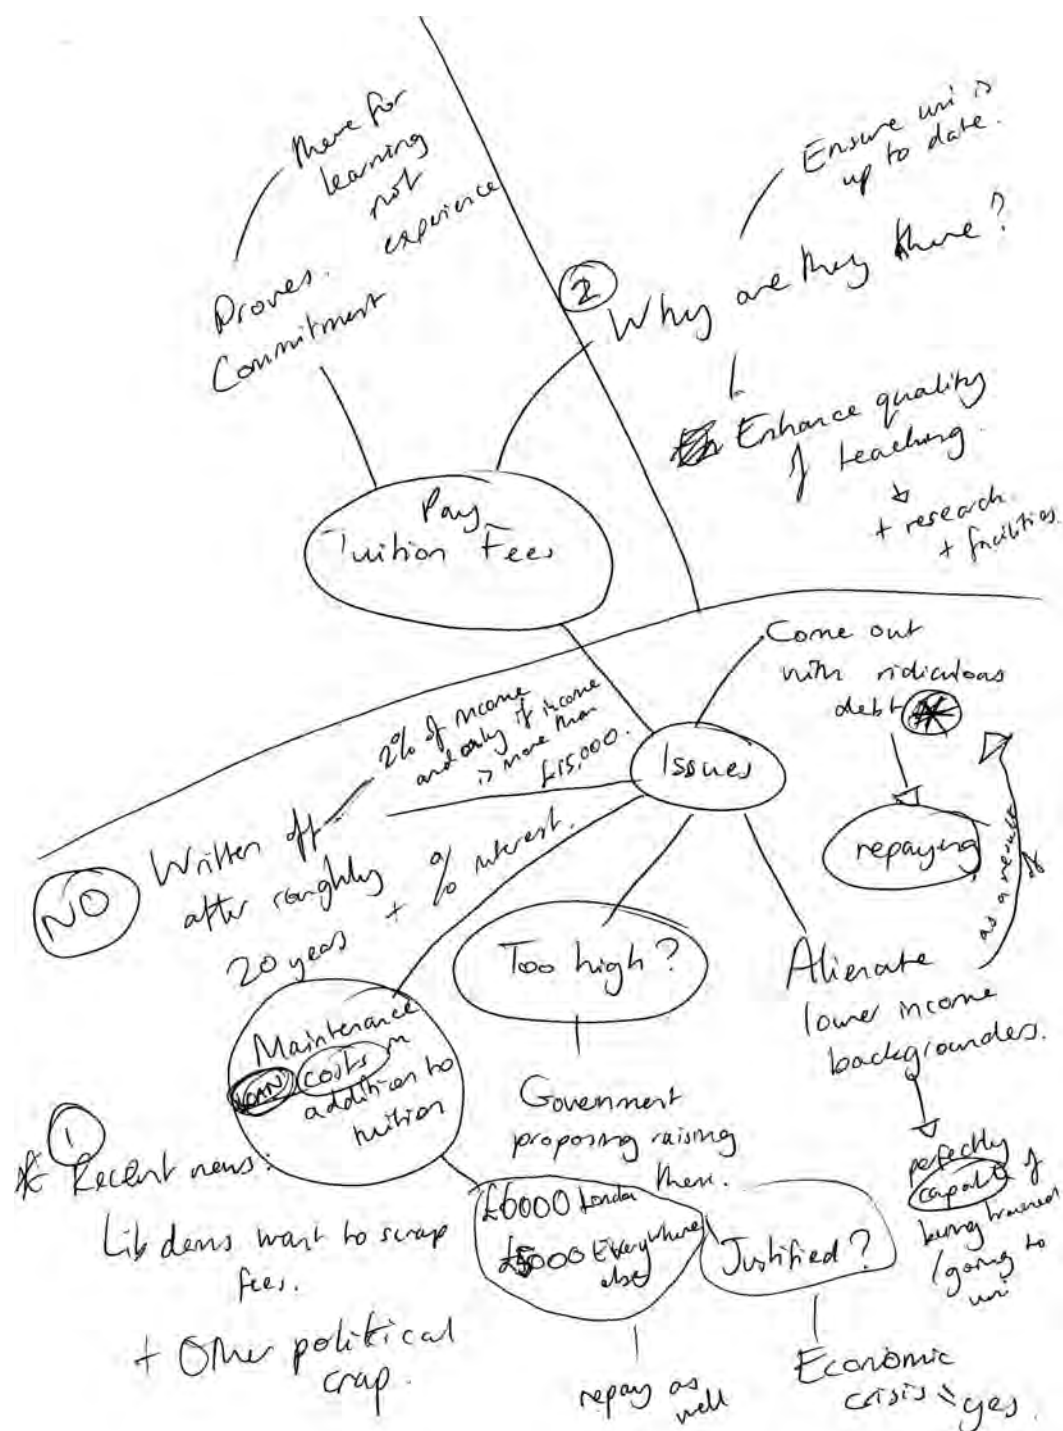 there for
learning
not
experience
Proves
Commitment
Ensure uni is
up to date.
2
Why are they there?
Enhance quality
of teaching.
+ research
+ facilities
Pay
Tuition Fees
Come out
with ridiculous
debt
Issues
2% of income
and only if income
is more than
£15,000.
repaying
as a result
NO
Written off
after roughly
20 years + % interest.
Too high?
Alienate
lower income
backgrounders.
Maintenance
LOAN costs in
addition to
tuition
Government
proposing raising
them.
perfectly
capable of
being trained
/going to
uni
1
* Recent news:
Lib dems want to scrap
fees.
+ Other political
crap.
£6000 London
£5000 Everywhere
else
Justified?
repay as
well
Economic
crisis = yes.